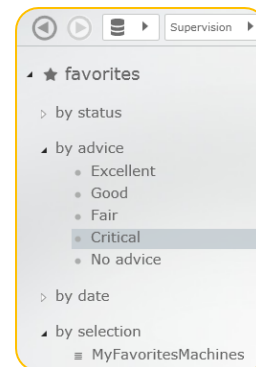 Supervision
favorites
by status
by advice
Excellent
Good
Fair
Critical
No advice
by date
by selection
MyFavoritesMachines